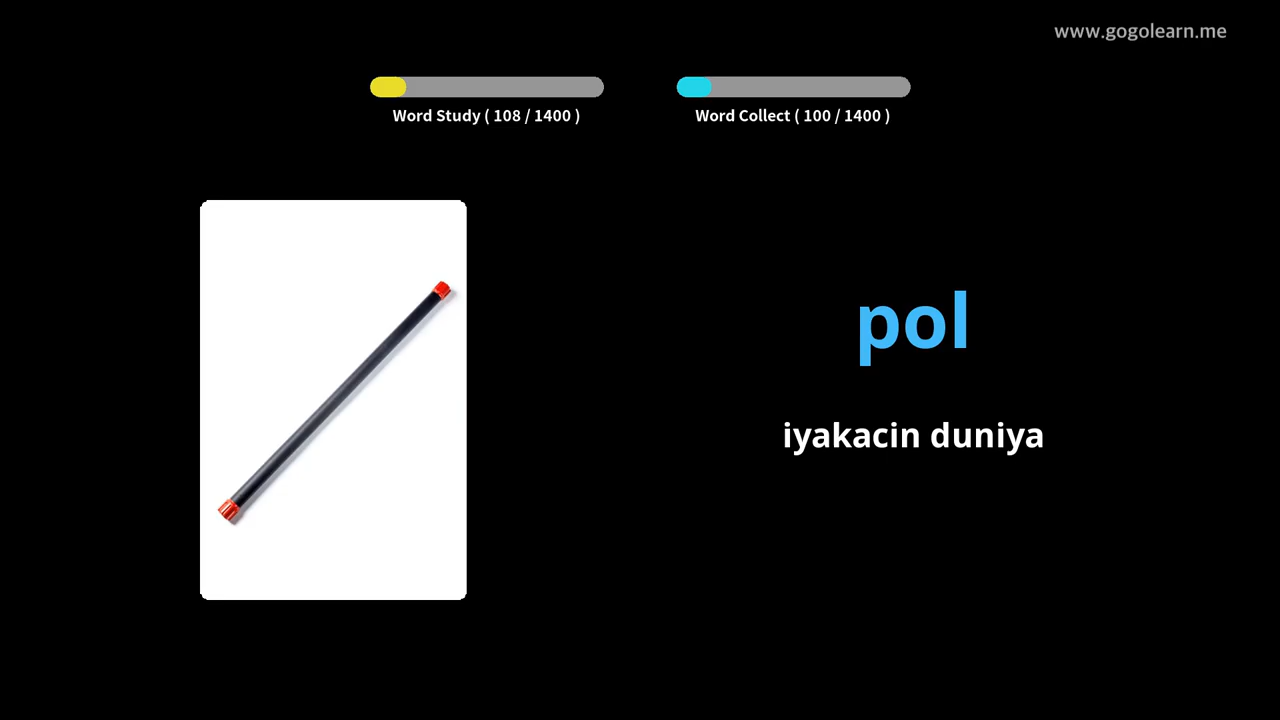 www.gogolearn.me
Word Study ( 108 / 1400 )
Word Collect ( 100 / 1400 )
pol
iyakacin duniya